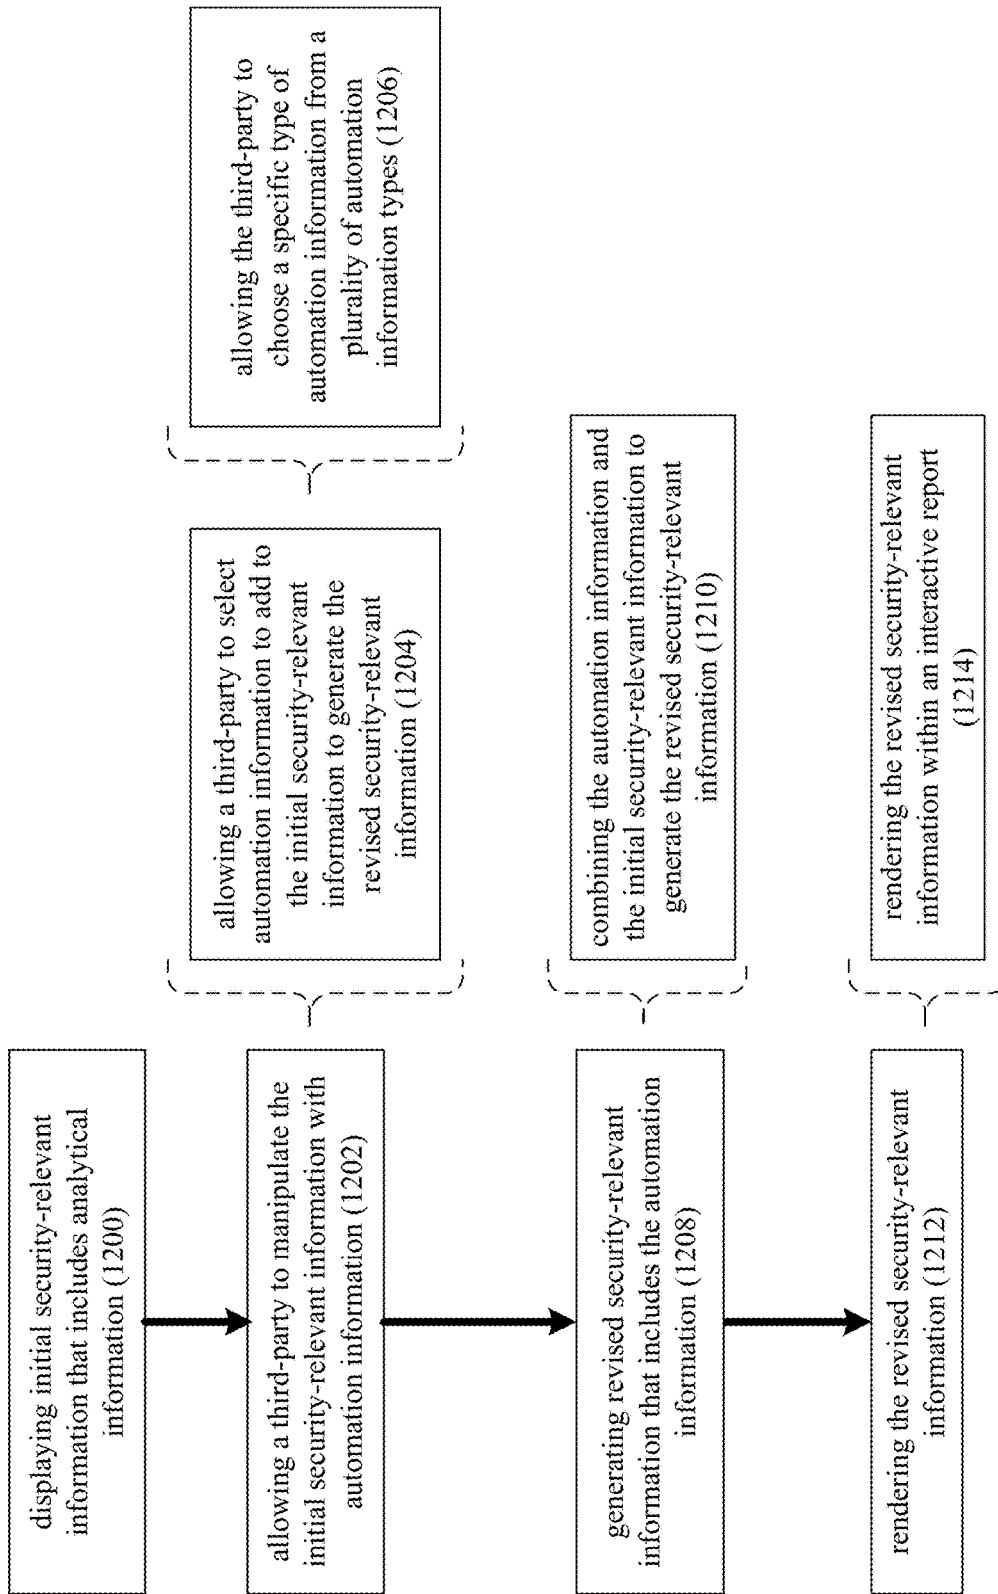 displaying initial security-relevant
information that includes analytical
information (1200)
allowing a third-party to manipulate the
initial security-relevant information with
automation information (1202)
allowing a third-party to select
automation information to add to
the initial security-relevant
information to generate the
revised security-relevant
information (1204)
allowing the third-party to
choose a specific type of
automation information from a
plurality of automation
information types (1206)
generating revised security-relevant
information that includes the automation
information (1208)
combining the automation information and
the initial security-relevant information to
generate the revised security-relevant
information (1210)
rendering the revised security-relevant
information (1212)
rendering the revised security-relevant
information within an interactive report
(1214)